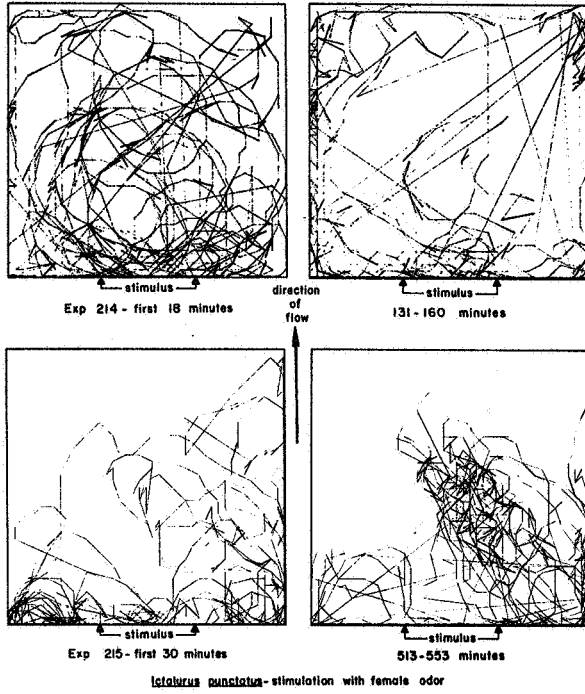 stimulus
Exp 214 - first 18 minutes
direction
of
flow
stimulus
131-160 minutes
stimulus
Exp 215 - first 30 minutes
stimulus
513-553 minutes
Ictalurus punctatus - stimulation with female odor